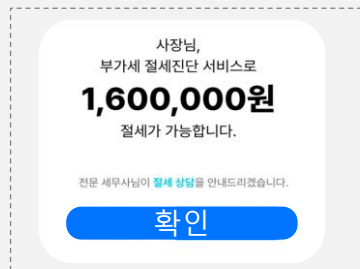 사장님,
부가세 절세진단 서비스로
1,600,000원
절세가 가능합니다.
전문 세무사님이 절세 상담을 안내드리겠습니다.
확인